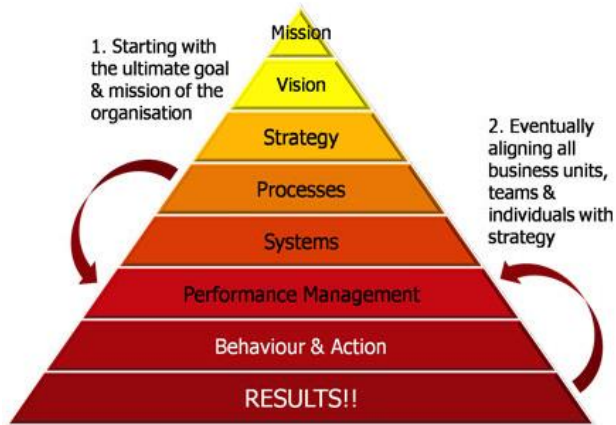 Mission
1. Starting with
the ultimate goal
& mission of the
organisation
Vision
Strategy
2. Eventually
aligning all
business units,
teams &
individuals with
strategy
Processes
Systems
Performance Management
Behaviour & Action
RESULTS!!